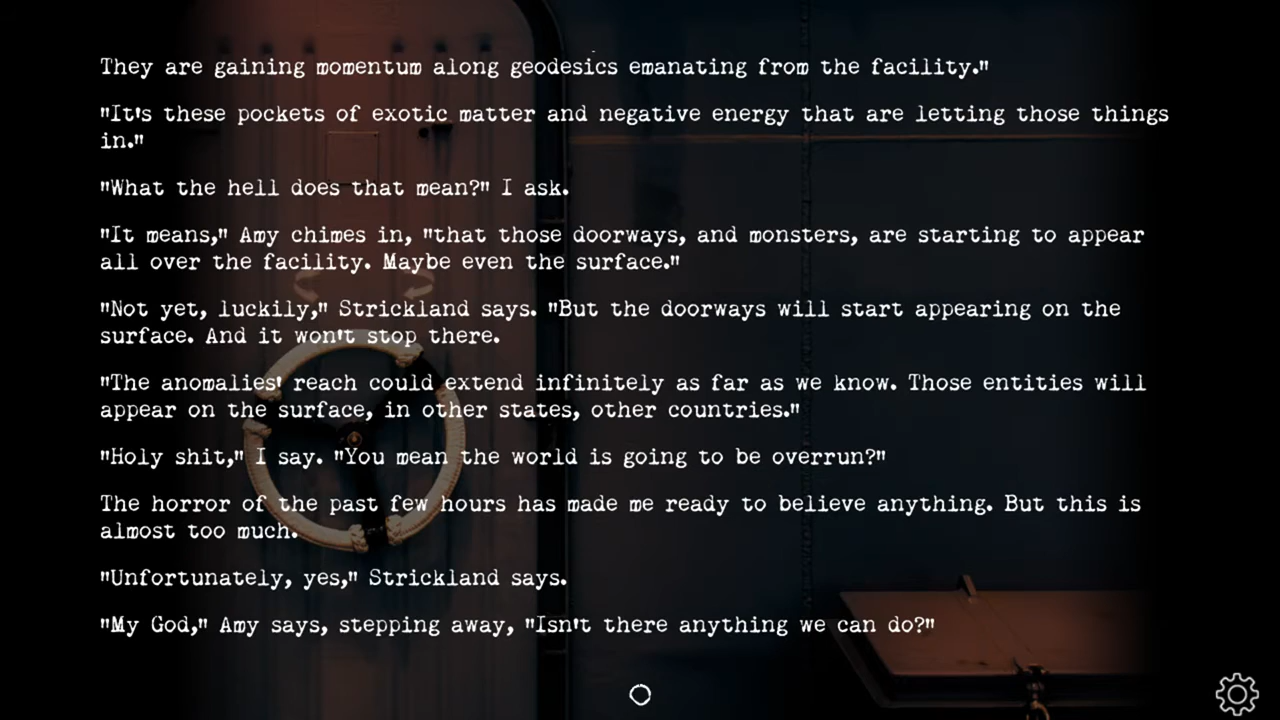 They are gaining momentum along geodesics emanating from the facility."
"It's these pockets of exotic matter and negative energy that are letting those things
in."
"What the hell does that mean?" I ask.
"It means," Amy chimes in, "that those doorways, and monsters, are starting to appear
all over the facility. Maybe even the surface."
"Not yet, luckily," Strickland says. "But the doorways will start appearing on the
surface. And it won't stop there.
"The anomalies' reach could extend infinitely as far as we know. Those entities will
appear on the surface, in other states, other countries."
"Holy shit," I say. "You mean the world is going to be overrun?"
The horror of the past few hours has made me ready to believe anything. But this is
almost too much.
"Unfortunately, yes," Strickland says.
"My God," Amy says, stepping away, "Isn't there anything we can do?"